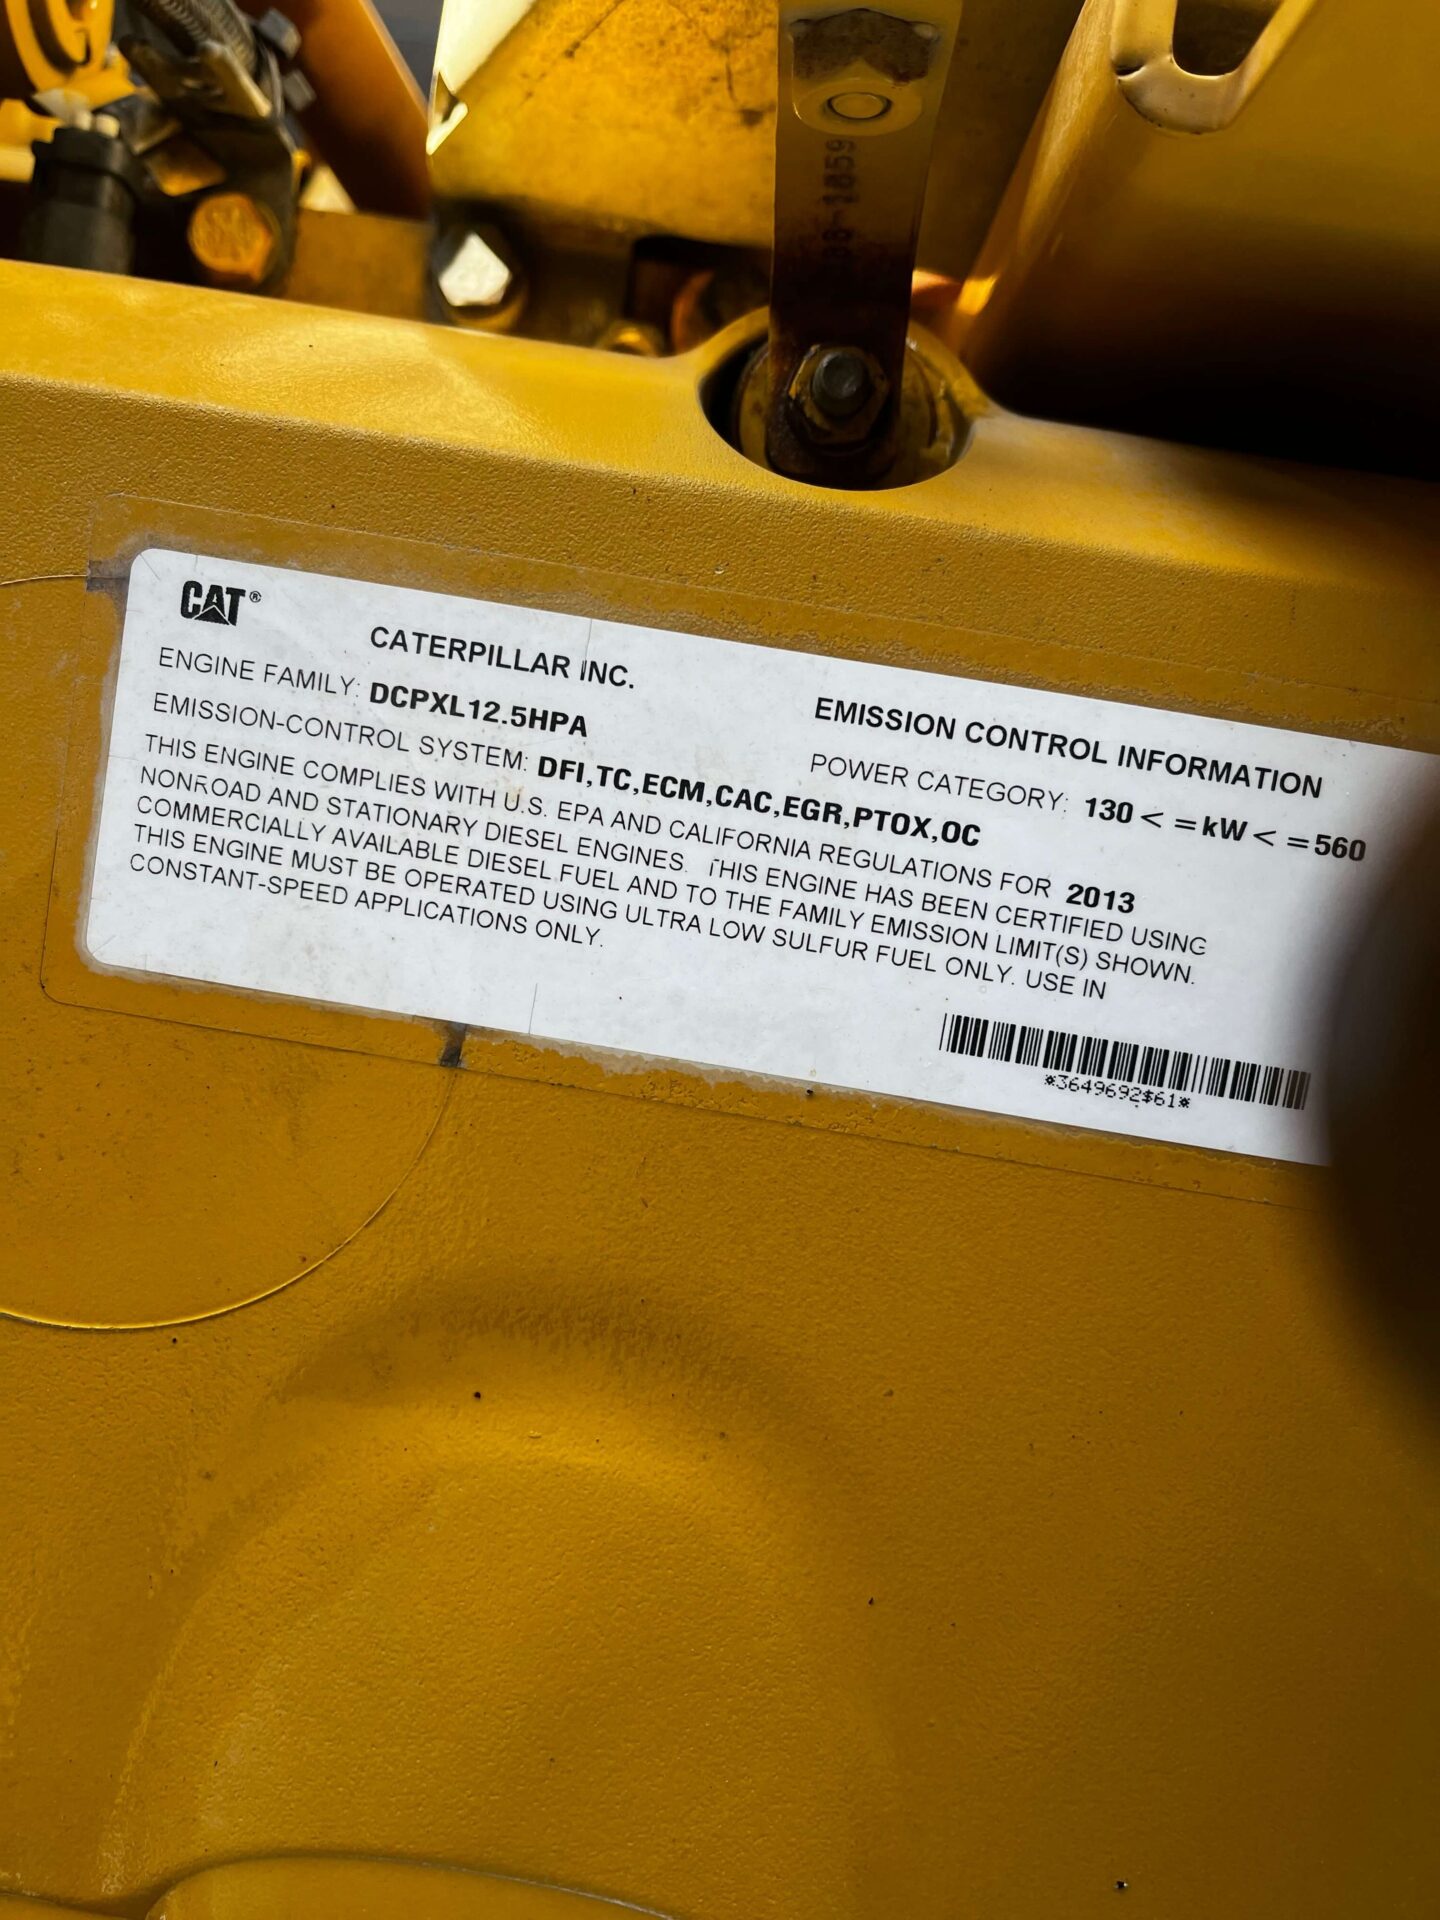 88-1859
CAT®
CATERPILLAR INC.
EMISSION CONTROL INFORMATION
ENGINE FAMILY: DCPXL12.5HPA
POWER CATEGORY: 130 < =kW < =560
EMISSION-CONTROL SYSTEM: DFI,TC,ECM,CAC,EGR,PTOX,OC
THIS ENGINE COMPLIES WITH U.S. EPA AND CALIFORNIA REGULATIONS FOR 2013
NONROAD AND STATIONARY DIESEL ENGINES. THIS ENGINE HAS BEEN CERTIFIED USING
COMMERCIALLY AVAILABLE DIESEL FUEL AND TO THE FAMILY EMISSION LIMIT(S) SHOWN.
THIS ENGINE MUST BE OPERATED USING ULTRA LOW SULFUR FUEL ONLY. USE IN
CONSTANT-SPEED APPLICATIONS ONLY.
*3649692$61*